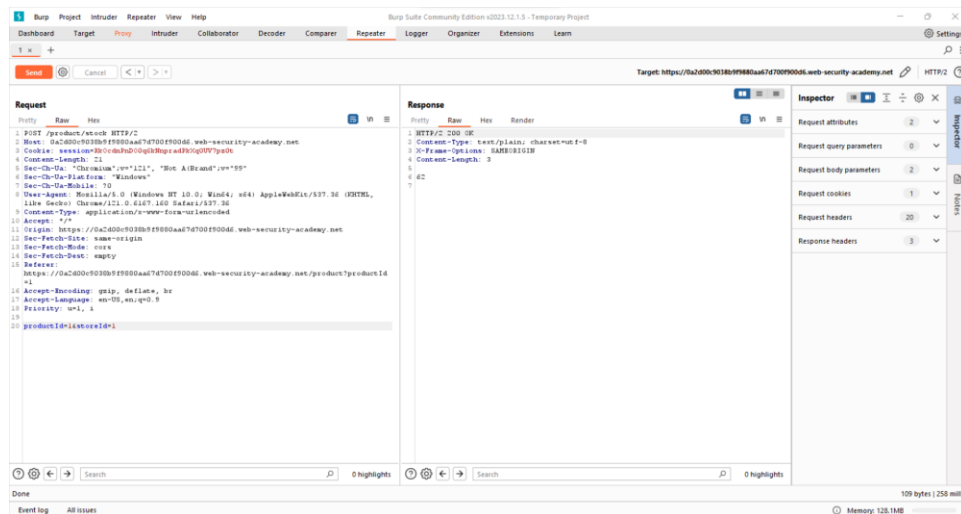 Burp Project Intruder Repeater View Help
Burp Suite Community Edition v2023.12.1.5 - Temporary Project
Dashboard Target Proxy Intruder Collaborator Decoder Comparer Repeater Logger Organizer Extensions Learn Settings
1 × +
Send Cancel < >
Target: https://0a2d00c9038b9f9880aa67d700f900d6.web-security-academy.net HTTP/2
Request
Pretty Raw Hex
1 POST /product/stock HTTP/2
2 Host: 0a2d00c9038b9f9880aa67d700f900d6.web-security-academy.net
3 Cookie:
4 Content-Length: 21
5 Sec-Ch-Ua: "Chromium";v="121", "Not A(Brand";v="99"
6 Sec-Ch-Ua-Platform: "Windows"
7 Sec-Ch-Ua-Mobile: ?0
8 User-Agent: Mozilla/5.0 (Windows NT 10.0; Win64; x64) AppleWebKit/537.36 (KHTML,
like Gecko) Chrome/121.0.6167.160 Safari/537.36
9 Content-Type: application/x-www-form-urlencoded
10 Accept: */*
11 Origin: https://0a2d00c9038b9f9880aa67d700f900d6.web-security-academy.net
12 Sec-Fetch-Site: same-origin
13 Sec-Fetch-Mode: cors
14 Sec-Fetch-Dest: empty
15 Referer:
https://0a2d00c9038b9f9880aa67d700f900d6.web-security-academy.net/product?productId
=1
16 Accept-Encoding: gzip, deflate, br
17 Accept-Language: en-US,en;q=0.9
18 Priority: u=1, i
19
20 productId=1&storeId=1
Search 0 highlights
Response
Pretty Raw Hex Render
1 HTTP/2 200 OK
2 Content-Type: text/plain; charset=utf-8
3 X-Frame-Options: SAMEORIGIN
4 Content-Length: 3
5
6 62
7
Search 0 highlights
Inspector
Request attributes 2
Request query parameters 0
Request body parameters 2
Request cookies 1
Request headers 20
Response headers 3
Inspector
Notes
Done
109 bytes | 258 mill
Event log All issues
Memory: 128.1MB